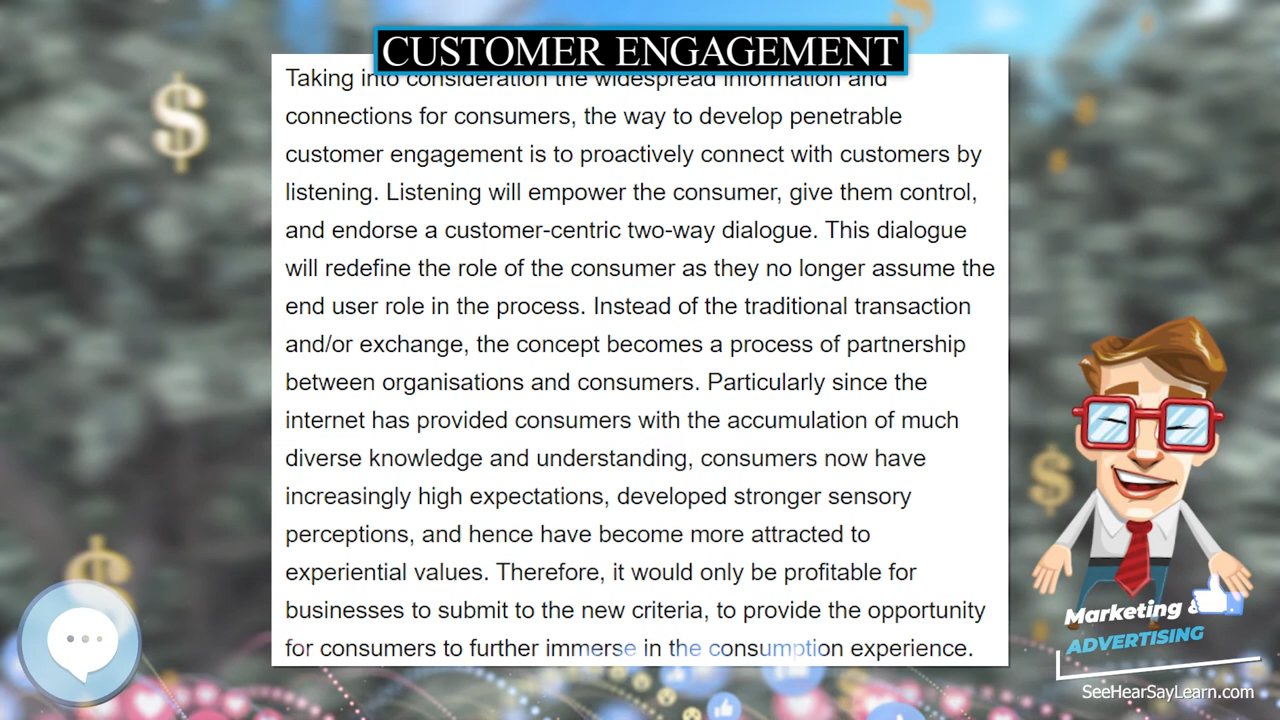 CUSTOMER ENGAGEMENT
Taking into consideration the widespread information and
connections for consumers, the way to develop penetrable
customer engagement is to proactively connect with customers by
listening. Listening will empower the consumer, give them control,
and endorse a customer-centric two-way dialogue. This dialogue
will redefine the role of the consumer as they no longer assume the
end user role in the process. Instead of the traditional transaction
and/or exchange, the concept becomes a process of partnership
between organisations and consumers. Particularly since the
internet has provided consumers with the accumulation of much
diverse knowledge and understanding, consumers now have
increasingly high expectations, developed stronger sensory
perceptions, and hence have become more attracted to
experiential values. Therefore, it would only be profitable for
businesses to submit to the new criteria, to provide the opportunity
for consumers to further immerse in the consumption experience.
Marketing &
ADVERTISING
SeeHearSayLearn.com